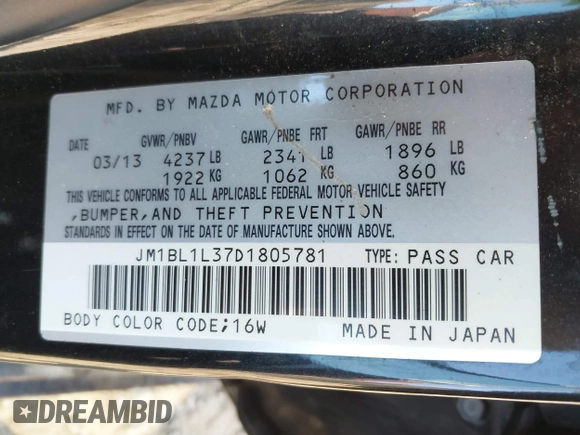 MFD. BY MAZDA MOTOR CORPORATION
DATE GVWR/PNBV GAWR/PNBE FRT GAWR/PNBE RR
03/13 4237 LB 2341 LB 1896 LB
1922 KG 1062 KG 860 KG
THIS VEHICLE CONFORMS TO ALL APPLICABLE FEDERAL MOTOR VEHICLE SAFETY
,BUMPER,AND THEFT PREVENTION
STANDARDS IN EFFECT ON THE DATE OF MANUFACTURE SHOWN ABOVE.
JM1BL1L37D1805781 TYPE: PASS CAR
BODY COLOR CODE;16W MADE IN JAPAN
DREAMBID